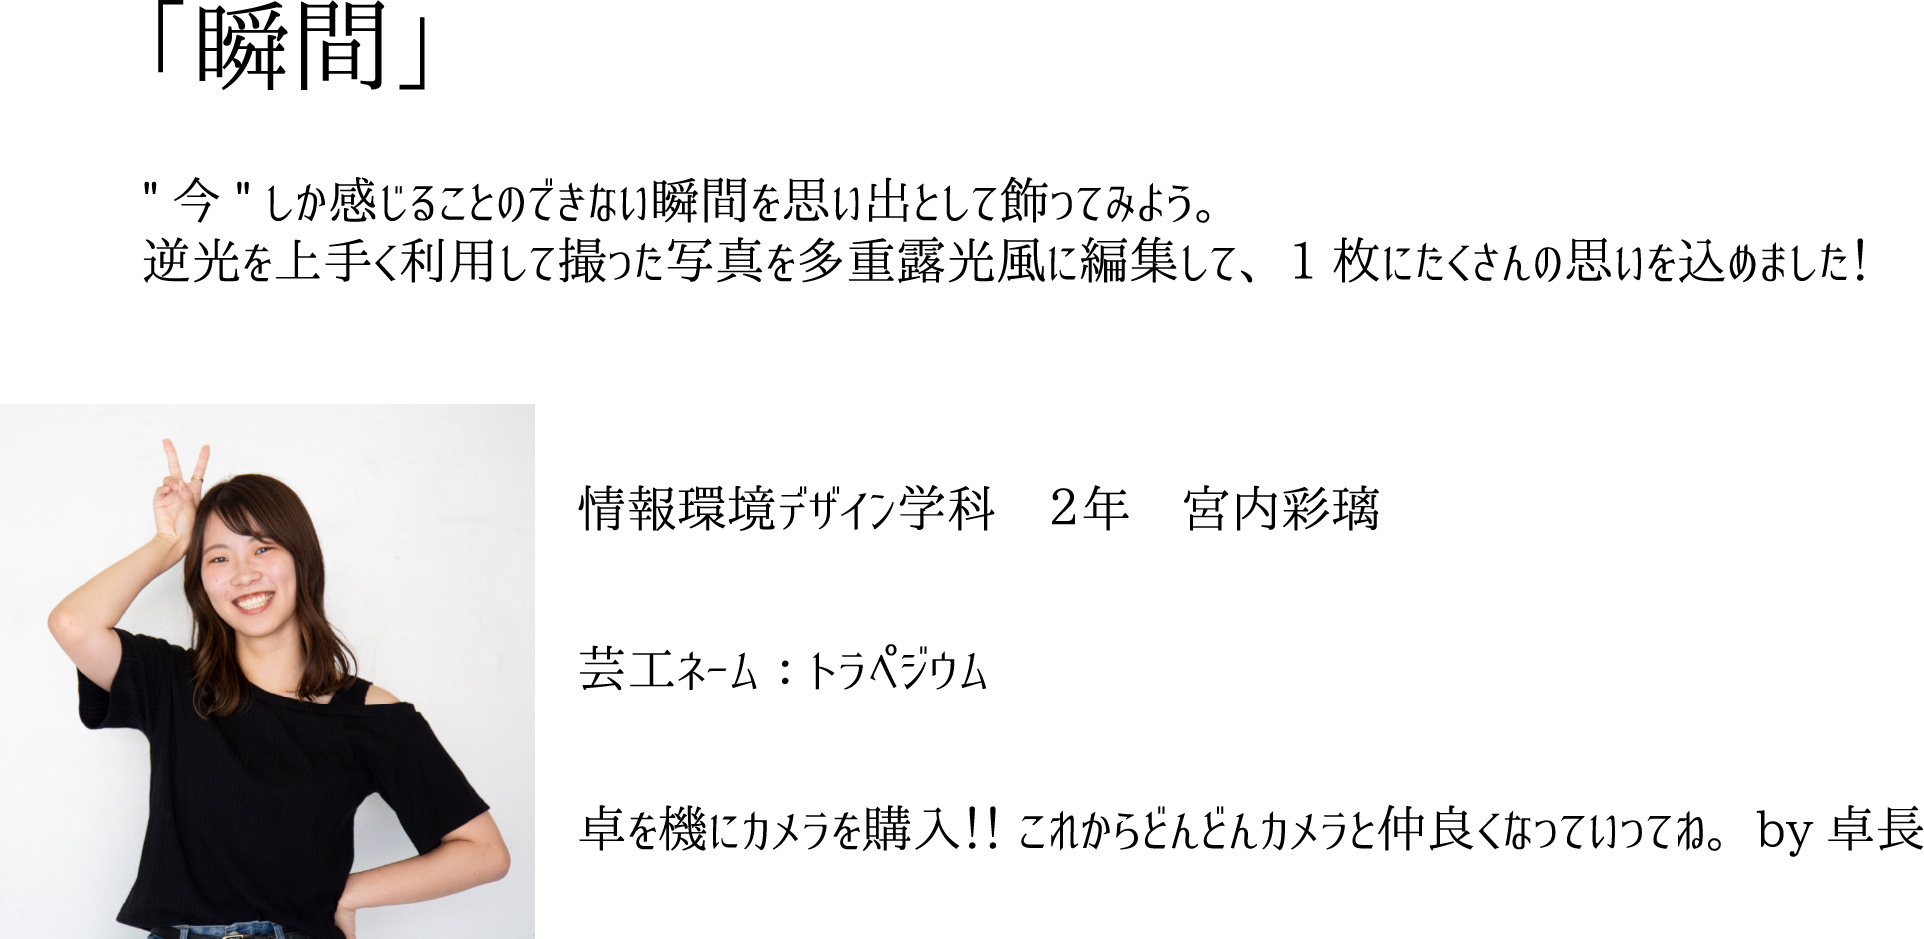 「瞬間」
"今"しか感じることのできない瞬間を思い出として飾ってみよう。
逆光を上手く利用して撮った写真を多重露光風に編集して、1枚にたくさんの思いを込めました!
情報環境デザイン学科　2年　宮内彩璃
芸工ネーム：トラペジウム
卓を機にカメラを購入!! これからどんどんカメラと仲良くなっていってね。by卓長